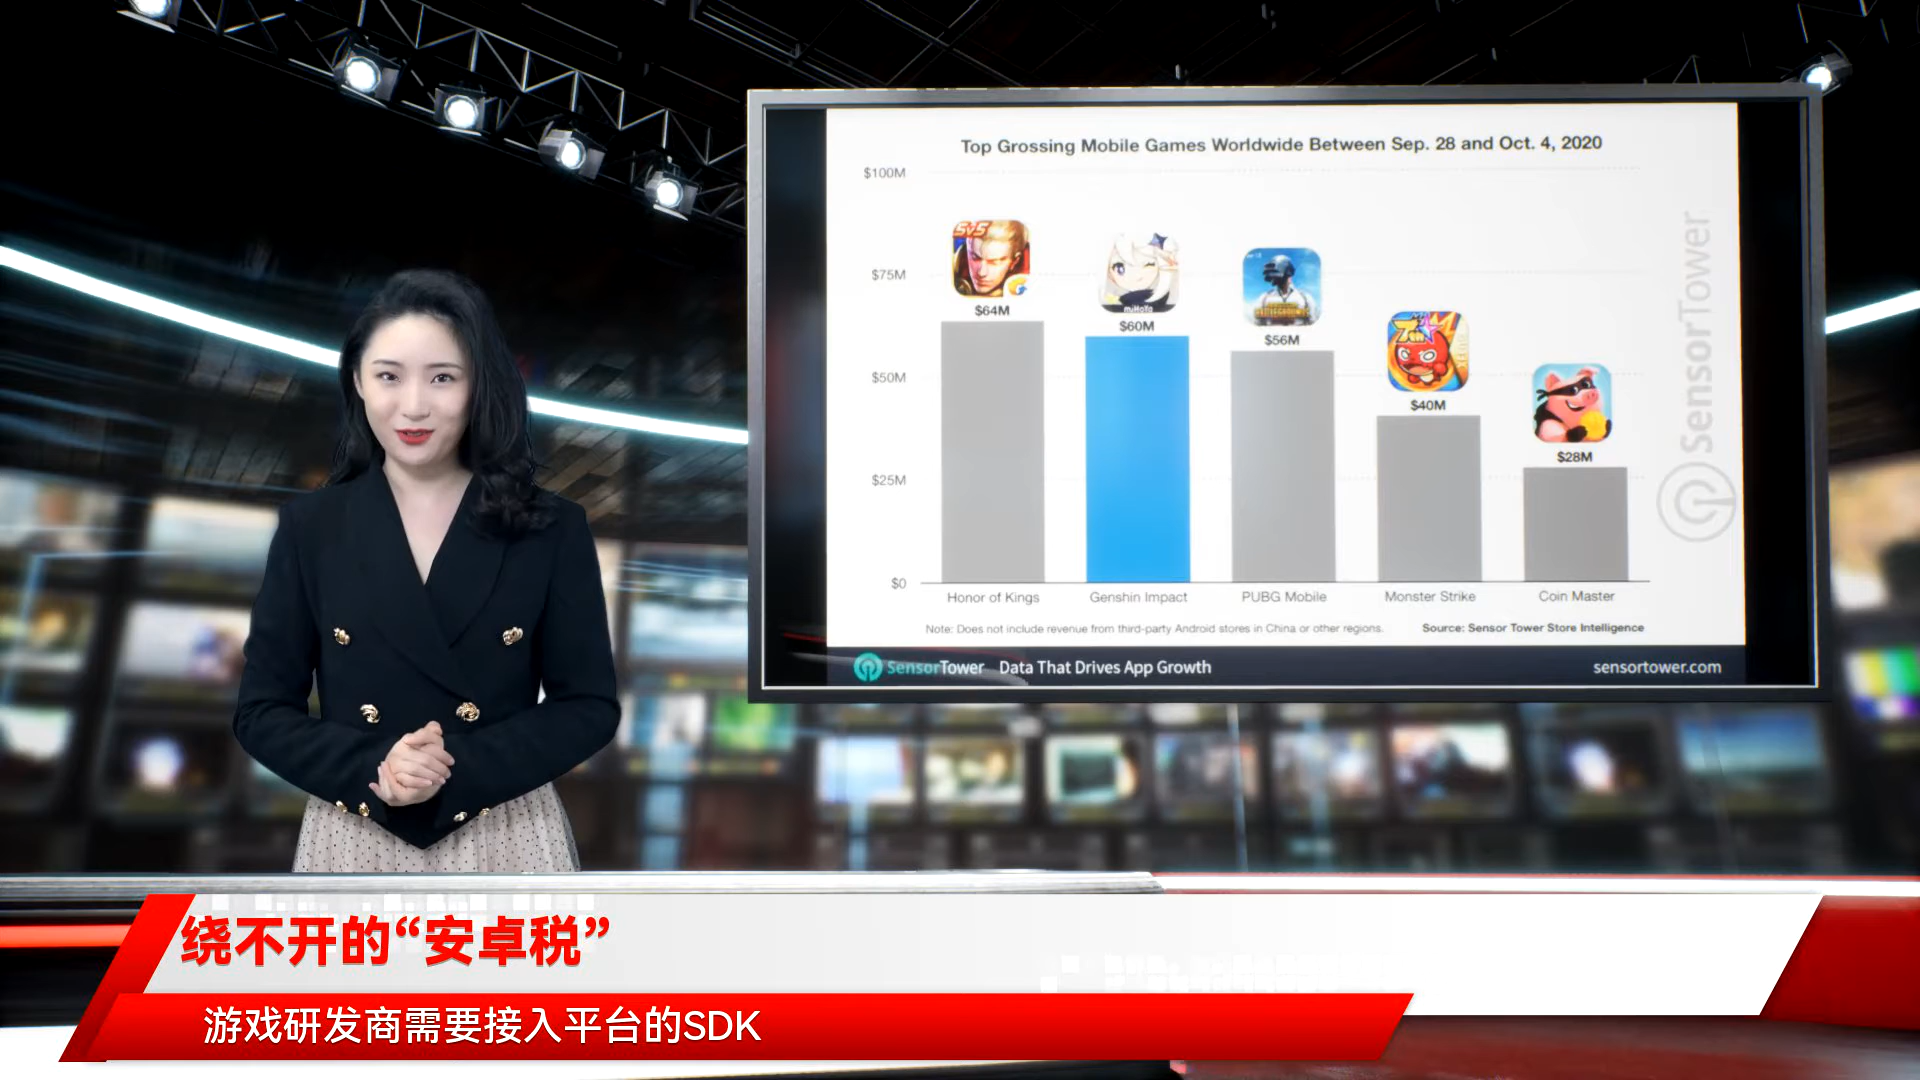 Top Grossing Mobile Games Worldwide Between Sep. 28 and Oct. 4, 2020
$100M
$75M
$50M
$25M
$0
5v5
miHoYo
$64M
$60M
$56M
$40M
$28M
Honor of Kings
Genshin Impact
PUBG Mobile
Monster Strike
Coin Master
Note: Does not include revenue from third-party Android stores in China or other regions.
Source: Sensor Tower Store Intelligence
SensorTower
SensorTower Data That Drives App Growth
sensortower.com
绕不开的“安卓税”
游戏研发商需要接入平台的SDK